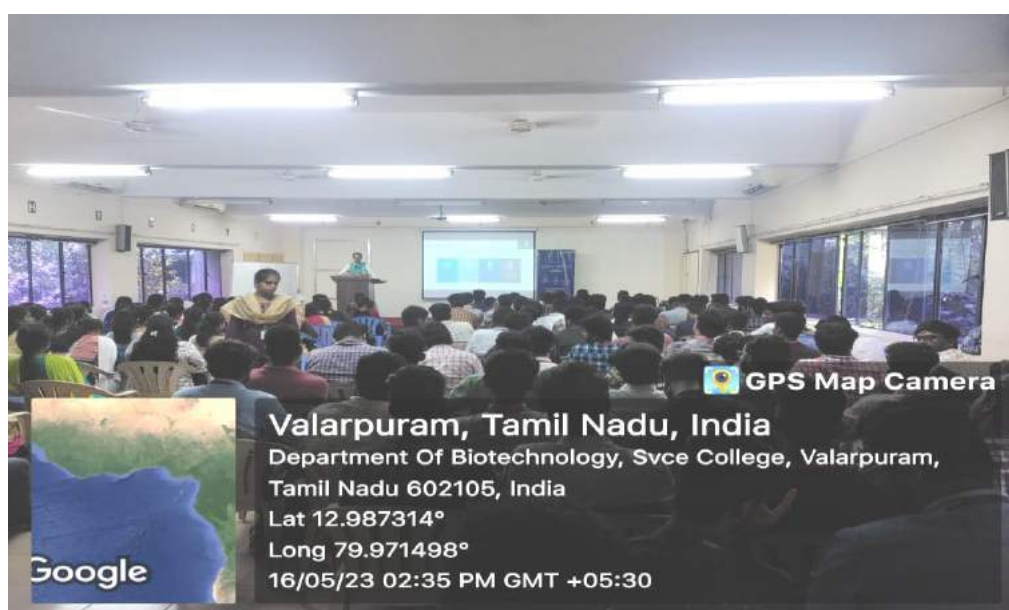 GPS Map Camera
Valarpuram, Tamil Nadu, India
Department Of Biotechnology, Svce College, Valarpuram,
Tamil Nadu 602105, India
Lat 12.987314°
Long 79.971498°
16/05/23 02:35 PM GMT +05:30
Google